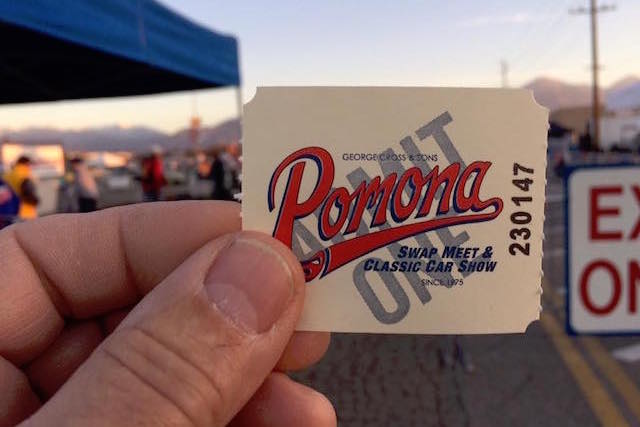 GEORGE CROSS & SONS
Pomona
SWAP MEET &
CLASSIC CAR SHOW
SINCE 1975
ADMIT
ONE
230147
EX
ON